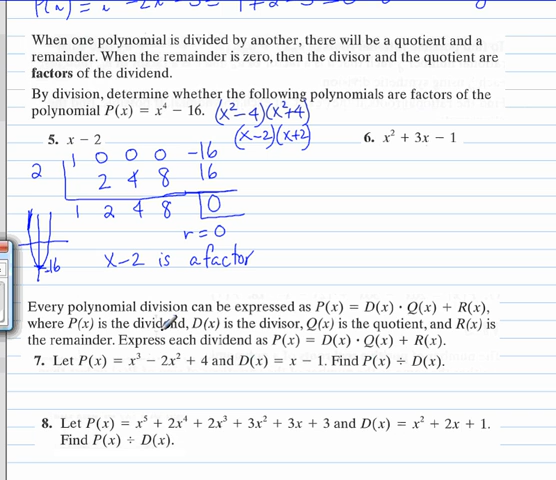 When one polynomial is divided by another, there will be a quotient and a
remainder. When the remainder is zero, then the divisor and the quotient are
factors of the dividend.
By division, determine whether the following polynomials are factors of the
polynomial P(x) = x⁴ − 16. (x²−4)(x²+4)
(x−2)(x+2)
5. x − 2
6. x² + 3x − 1
1 0 0 0 −16
2 2 4 8 16
1 2 4 8 0
r = 0
−16
x−2 is a factor
Every polynomial division can be expressed as P(x) = D(x) · Q(x) + R(x),
where P(x) is the dividend, D(x) is the divisor, Q(x) is the quotient, and R(x) is
the remainder. Express each dividend as P(x) = D(x) · Q(x) + R(x).
7. Let P(x) = x³ − 2x² + 4 and D(x) = x − 1. Find P(x) ÷ D(x).
8. Let P(x) = x⁵ + 2x⁴ + 2x³ + 3x² + 3x + 3 and D(x) = x² + 2x + 1.
Find P(x) ÷ D(x).